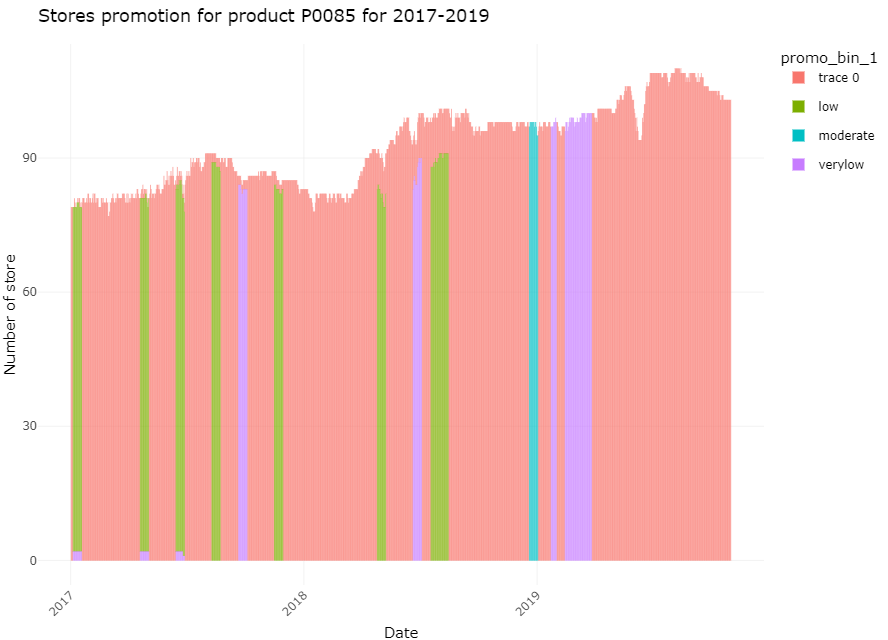 Stores promotion for product P0085 for 2017-2019
promo_bin_1
trace 0
low
moderate
verylow
Number of store
90
60
30
0
2017
2018
2019
Date